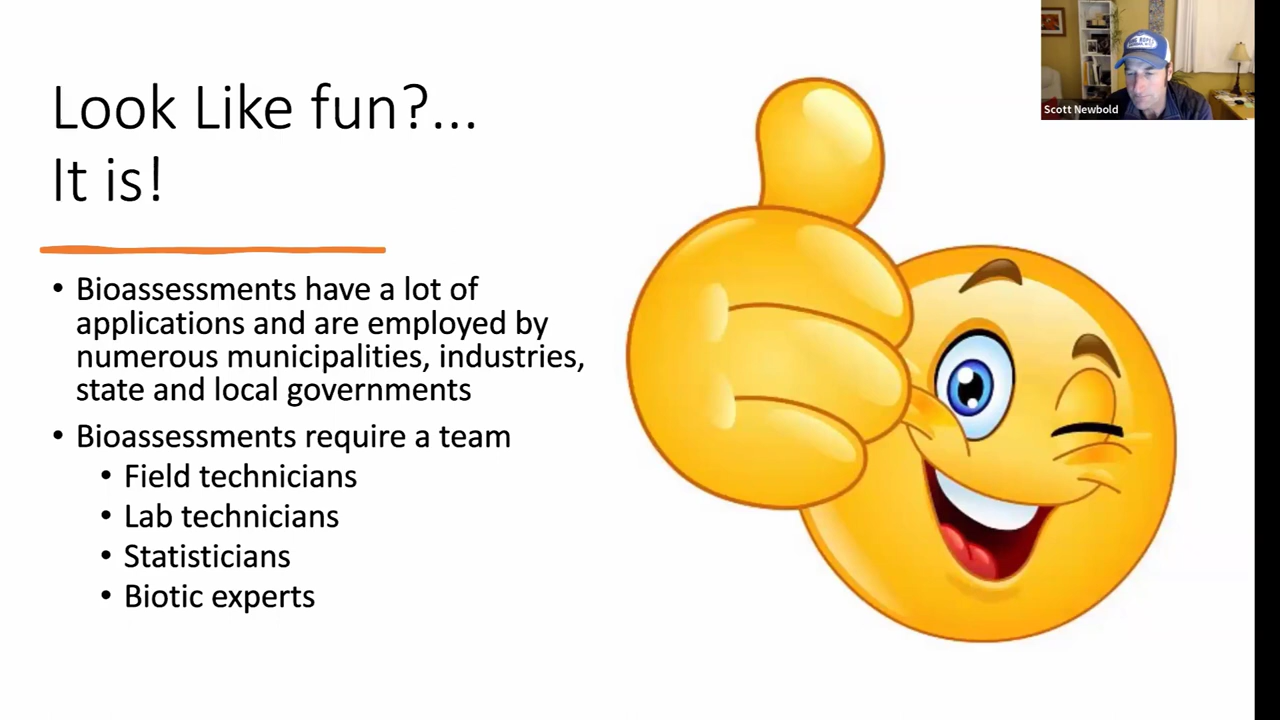 Look Like fun?...
It is!
• Bioassessments have a lot of
applications and are employed by
numerous municipalities, industries,
state and local governments
• Bioassessments require a team
• Field technicians
• Lab technicians
• Statisticians
• Biotic experts
Scott Newbold